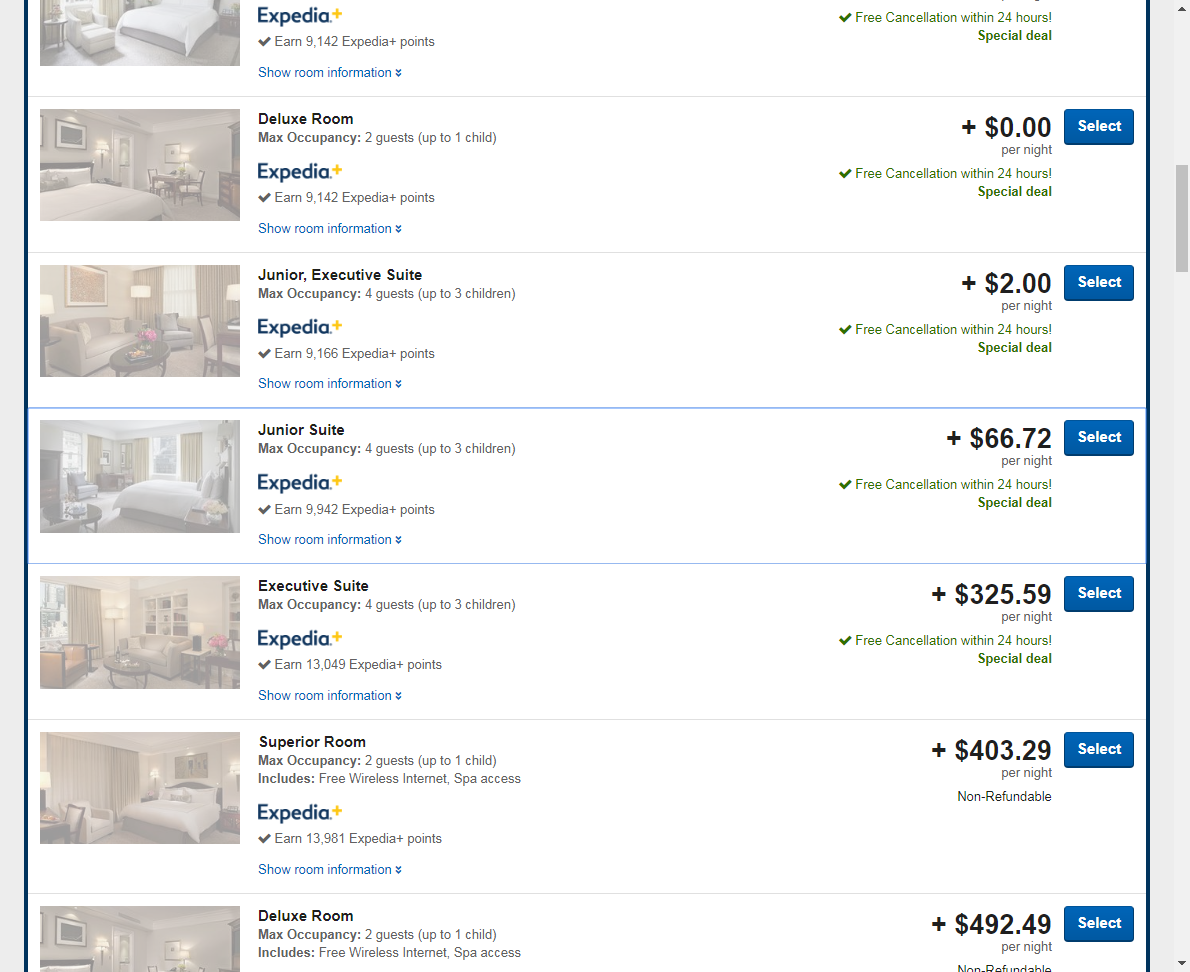 Expedia+
Earn 9,142 Expedia+ points
Show room information
Free Cancellation within 24 hours!
Special deal
Deluxe Room
Max Occupancy: 2 guests (up to 1 child)
Expedia+
Earn 9,142 Expedia+ points
Show room information
+ $0.00
per night
Free Cancellation within 24 hours!
Special deal
Select
Junior, Executive Suite
Max Occupancy: 4 guests (up to 3 children)
Expedia+
Earn 9,166 Expedia+ points
Show room information
+ $2.00
per night
Free Cancellation within 24 hours!
Special deal
Select
Junior Suite
Max Occupancy: 4 guests (up to 3 children)
Expedia+
Earn 9,942 Expedia+ points
Show room information
+ $66.72
per night
Free Cancellation within 24 hours!
Special deal
Select
Executive Suite
Max Occupancy: 4 guests (up to 3 children)
Expedia+
Earn 13,049 Expedia+ points
Show room information
+ $325.59
per night
Free Cancellation within 24 hours!
Special deal
Select
Superior Room
Max Occupancy: 2 guests (up to 1 child)
Includes: Free Wireless Internet, Spa access
Expedia+
Earn 13,981 Expedia+ points
Show room information
+ $403.29
per night
Non-Refundable
Select
Deluxe Room
Max Occupancy: 2 guests (up to 1 child)
Includes: Free Wireless Internet, Spa access
+ $492.49
per night
Non-Refundable
Select